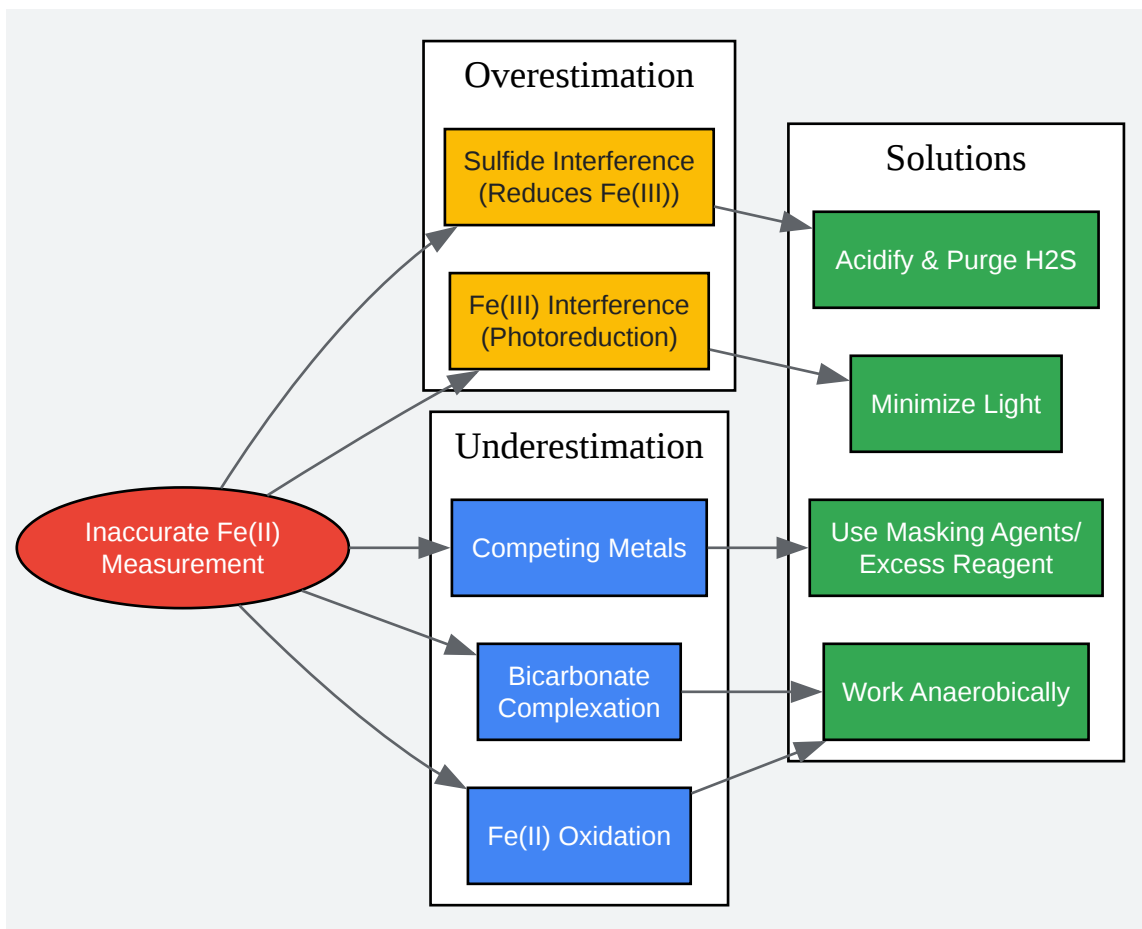 Overestimation
Sulfide Interference
(Reduces Fe(III))
Fe(III) Interference
(Photoreduction)
Underestimation
Competing Metals
Bicarbonate
Complexation
Fe(II) Oxidation
Inaccurate Fe(II)
Measurement
Solutions
Acidify & Purge H2S
Minimize Light
Use Masking Agents/
Excess Reagent
Work Anaerobically